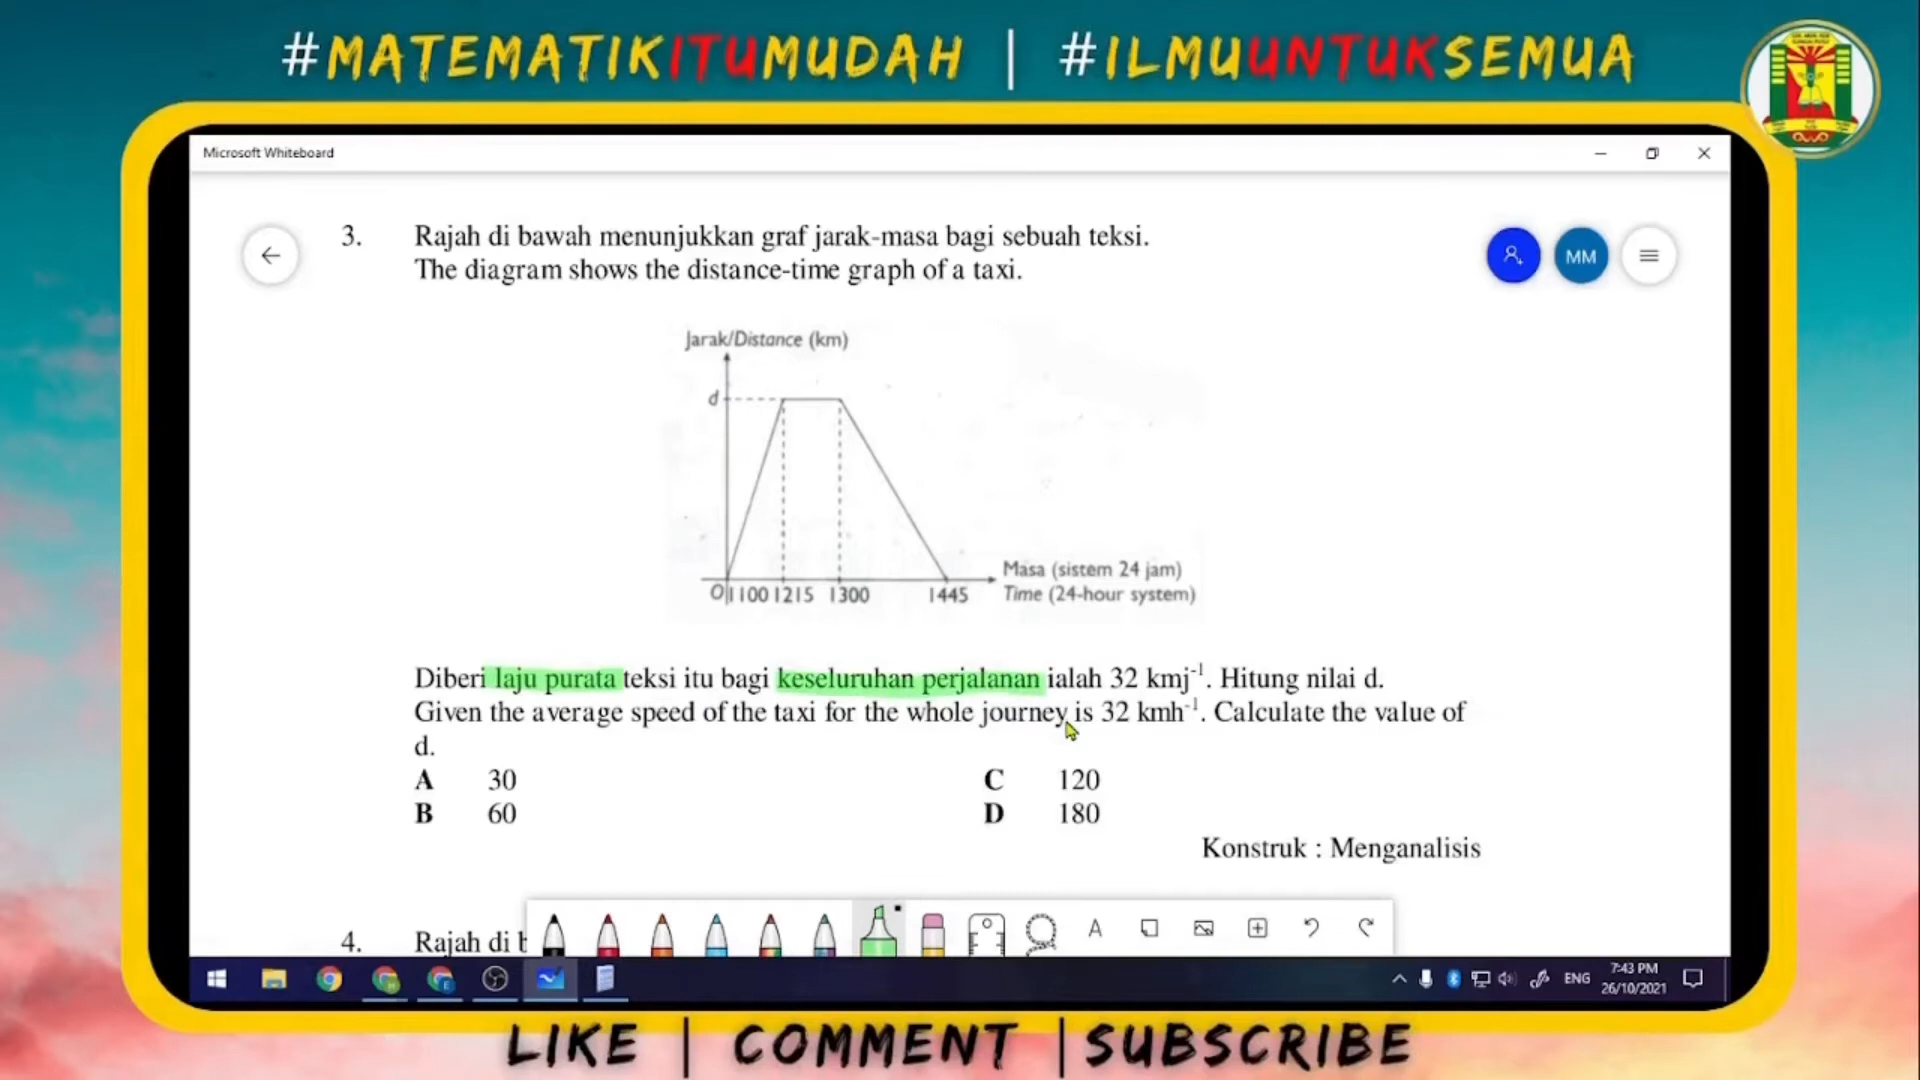 #MATEMATIKITUMUDAH | #ILMUUNTUKSEMUA
Microsoft Whiteboard
3. Rajah di bawah menunjukkan graf jarak-masa bagi sebuah teksi.
The diagram shows the distance-time graph of a taxi.
MM
Jarak/Distance (km)
d
Masa (sistem 24 jam)
O 1100 1215 1300 1445 Time (24-hour system)
Diberi laju purata teksi itu bagi keseluruhan perjalanan ialah 32 kmj⁻¹. Hitung nilai d.
Given the average speed of the taxi for the whole journey is 32 kmh⁻¹. Calculate the value of
d.
A 30 C 120
B 60 D 180
Konstruk : Menganalisis
4. Rajah di b
A
ENG
7:43 PM
26/10/2021
LIKE | COMMENT | SUBSCRIBE